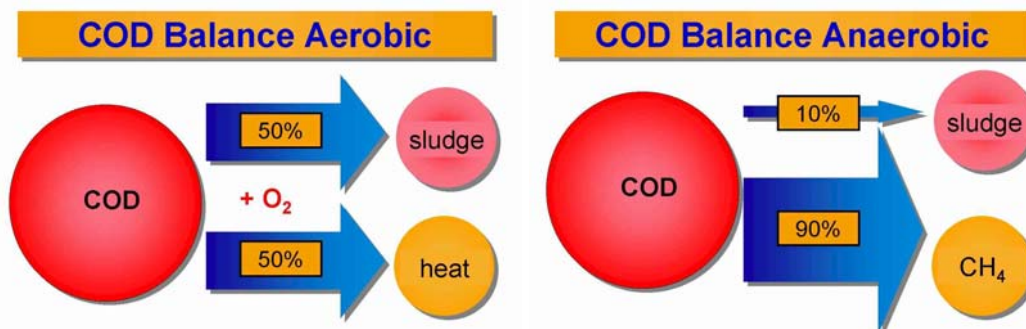 COD Balance Aerobic
50%
sludge
COD
+ O₂
50%
heat
COD Balance Anaerobic
10%
sludge
COD
90%
CH₄